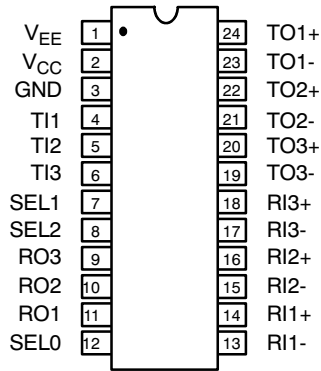 VEE 1 24 TO1+
VCC 2 23 TO1-
GND 3 22 TO2+
TI1 4 21 TO2-
TI2 5 20 TO3+
TI3 6 19 TO3-
SEL1 7 18 RI3+
SEL2 8 17 RI3-
RO3 9 16 RI2+
RO2 10 15 RI2-
RO1 11 14 RI1+
SEL0 12 13 RI1-